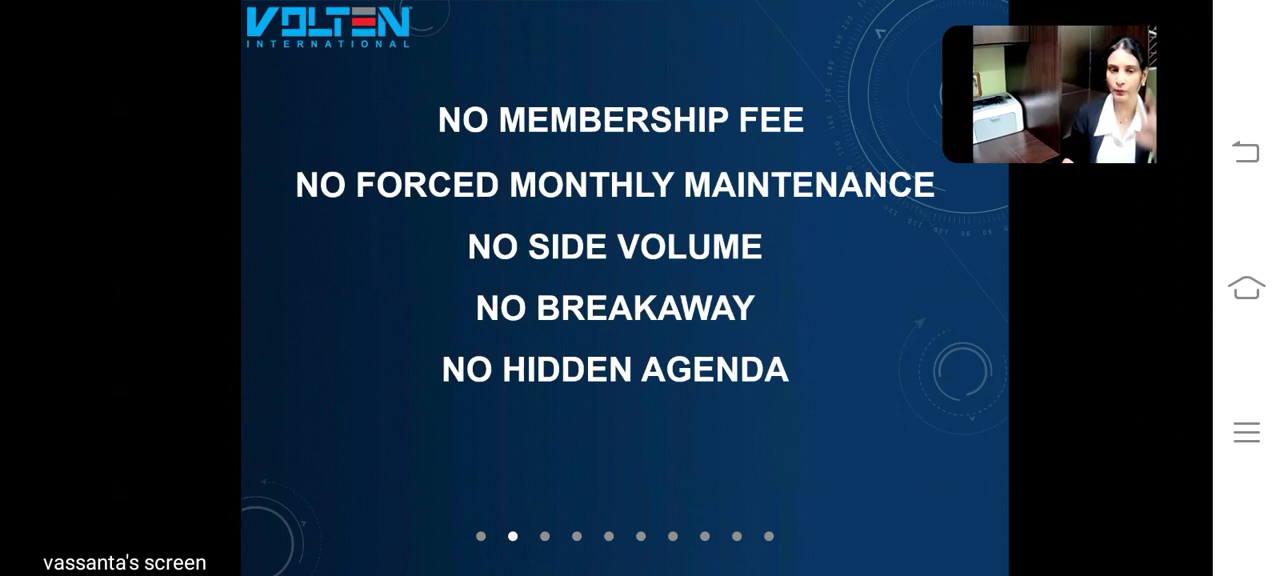 VOLTEN
INTERNATIONAL
NO MEMBERSHIP FEE
NO FORCED MONTHLY MAINTENANCE
NO SIDE VOLUME
NO BREAKAWAY
NO HIDDEN AGENDA
vassanta's screen